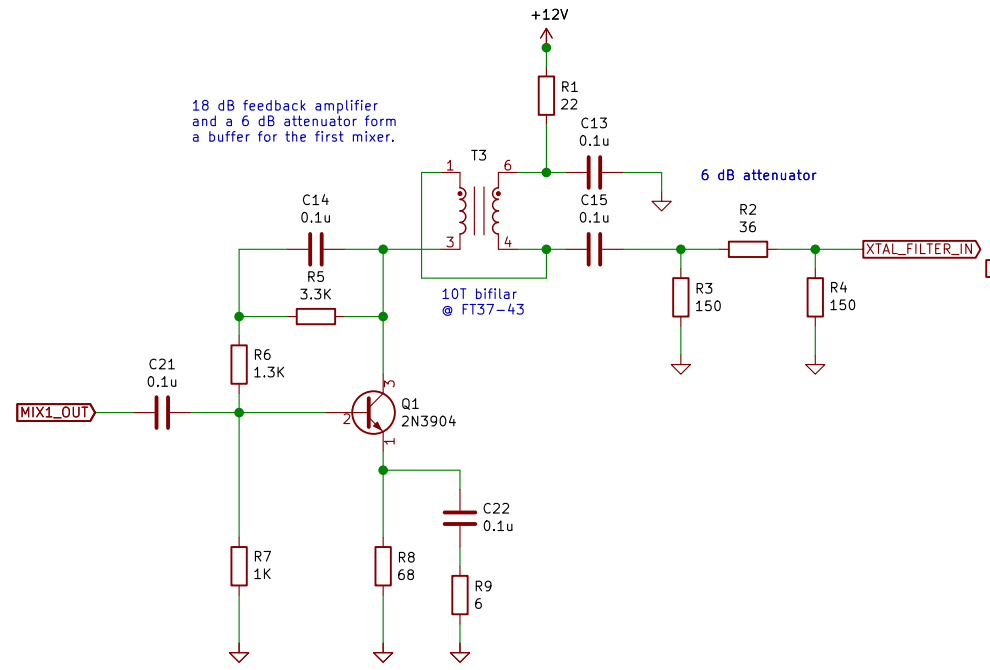 +12V
R1
22
18 dB feedback amplifier
and a 6 dB attenuator form
a buffer for the first mixer.
C13
0.1u
T3
1
6
6 dB attenuator
C14
0.1u
C15
0.1u
R2
36
3
4
XTAL_FILTER_IN
R5
3.3K
10T bifilar
@ FT37-43
R3
150
R4
150
R6
1.3K
C21
0.1u
3
MIX1_OUT
2
Q1
2N3904
1
C22
0.1u
R7
1K
R8
68
R9
6